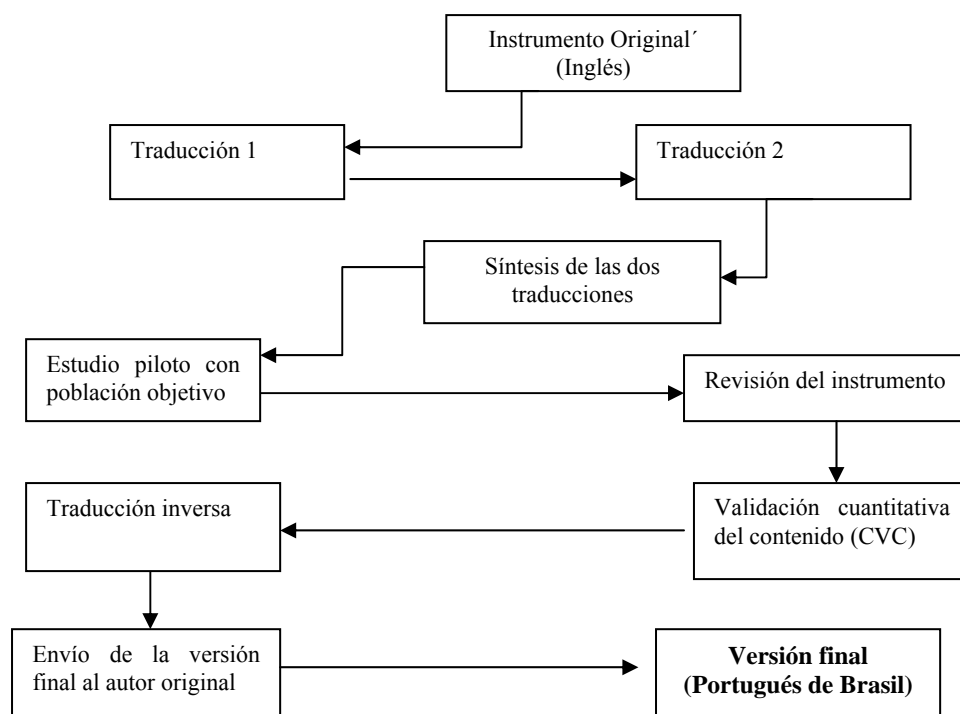 Instrumento Original´
(Inglés)
Traducción 1
Traducción 2
Síntesis de las dos
traducciones
Estudio piloto con
población objetivo
Revisión del instrumento
Traducción inversa
Validación cuantitativa
del contenido (CVC)
Envío de la versión
final al autor original
Versión final
(Portugués de Brasil)